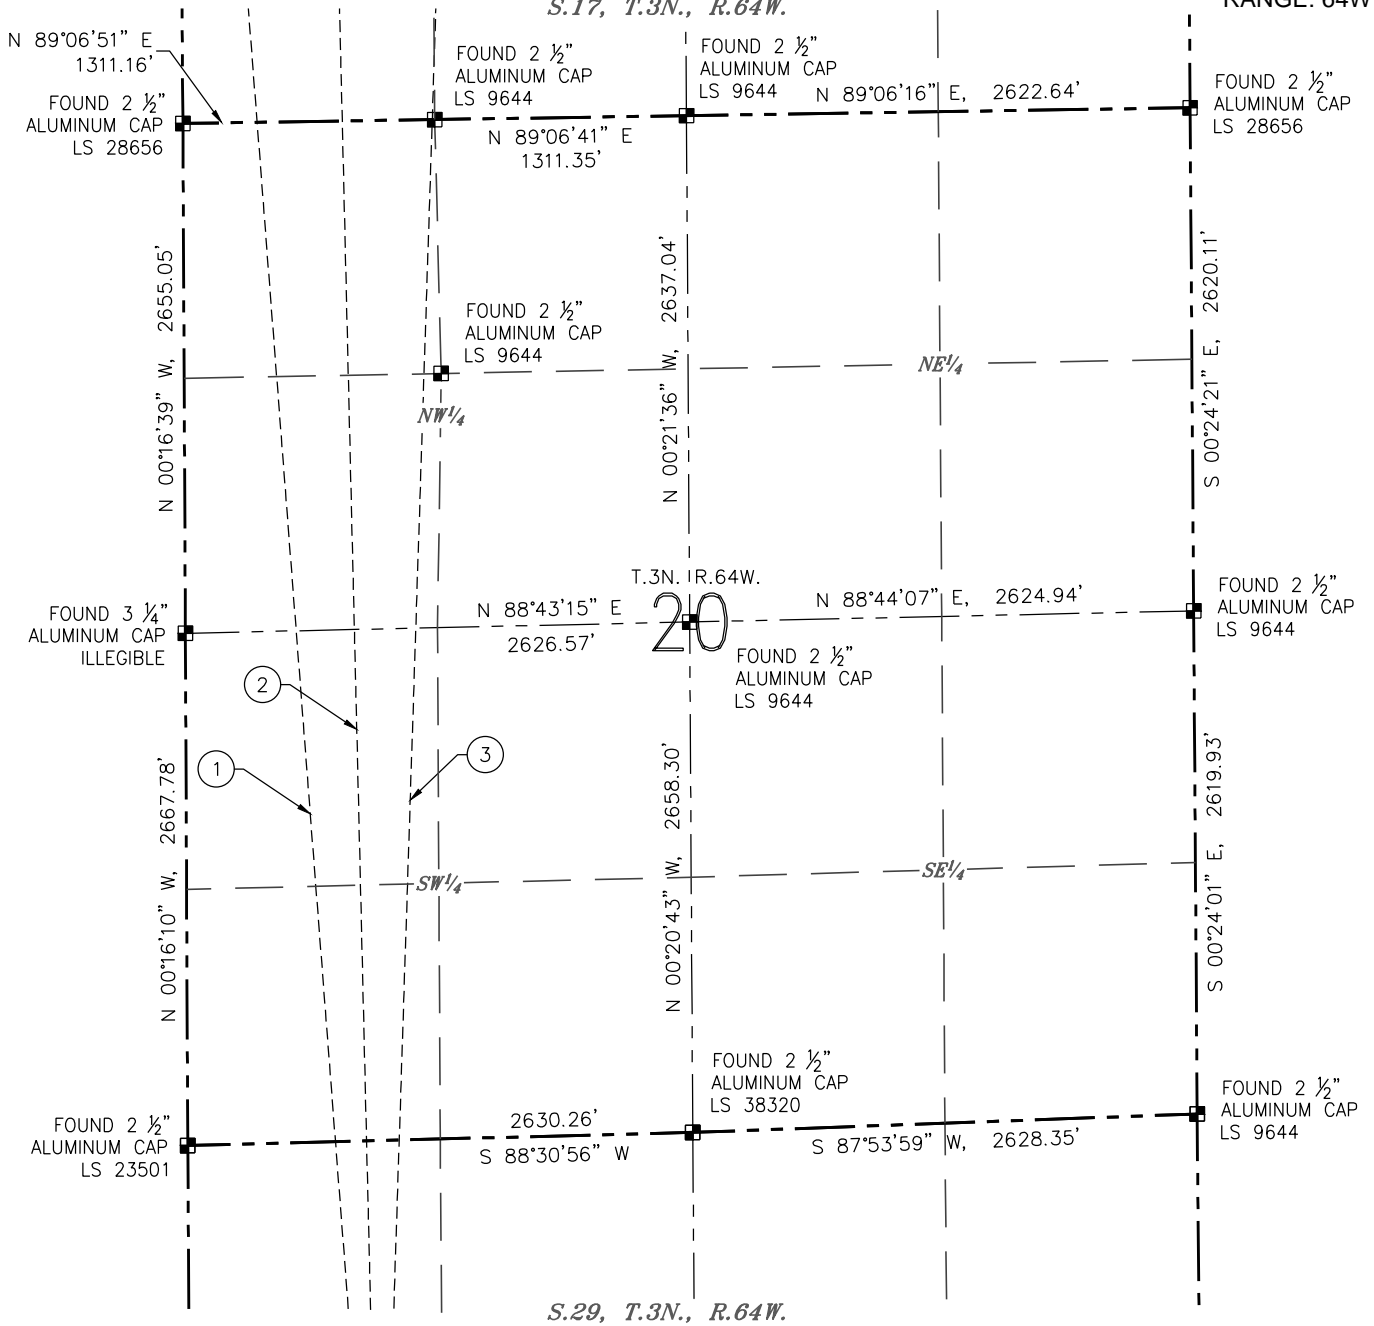 S.17, T.3N., R.64W.
RANGE: 64W
N 89°06'51" E
1311.16'
FOUND 2 ½"
ALUMINUM CAP
LS 9644
FOUND 2 ½"
ALUMINUM CAP
LS 9644
N 89°06'16" E, 2622.64'
FOUND 2 ½"
ALUMINUM CAP
LS 28656
FOUND 2 ½"
ALUMINUM CAP
LS 28656
N 89°06'41" E
1311.35'
N 00°16'39" W, 2655.05'
N 00°21'36" W, 2637.04'
S 00°24'21" E, 2620.11'
FOUND 2 ½"
ALUMINUM CAP
LS 9644
NW¼
NE¼
T.3N. R.64W.
20
N 88°43'15" E
2626.57'
N 88°44'07" E, 2624.94'
FOUND 3 ¼"
ALUMINUM CAP
ILLEGIBLE
FOUND 2 ½"
ALUMINUM CAP
LS 9644
FOUND 2 ½"
ALUMINUM CAP
LS 9644
2
1
3
N 00°16'10" W, 2667.78'
N 00°20'43" W, 2658.30'
S 00°24'01" E, 2619.93'
SW¼
SE¼
FOUND 2 ½"
ALUMINUM CAP
LS 38320
FOUND 2 ½"
ALUMINUM CAP
LS 9644
FOUND 2 ½"
ALUMINUM CAP
LS 23501
2630.26'
S 88°30'56" W
S 87°53'59" W, 2628.35'
S.29, T.3N., R.64W.